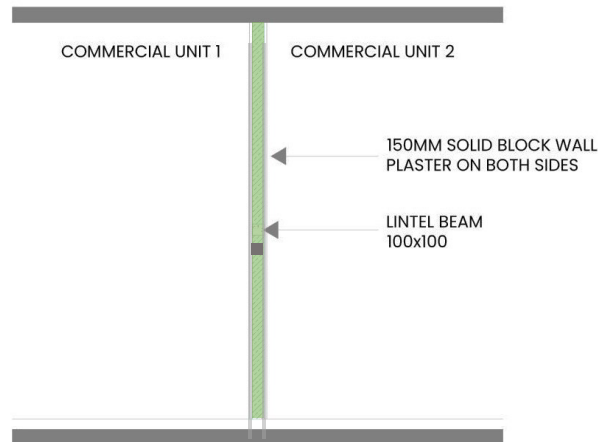 COMMERCIAL UNIT 1
COMMERCIAL UNIT 2
150MM SOLID BLOCK WALL
PLASTER ON BOTH SIDES
LINTEL BEAM
100x100